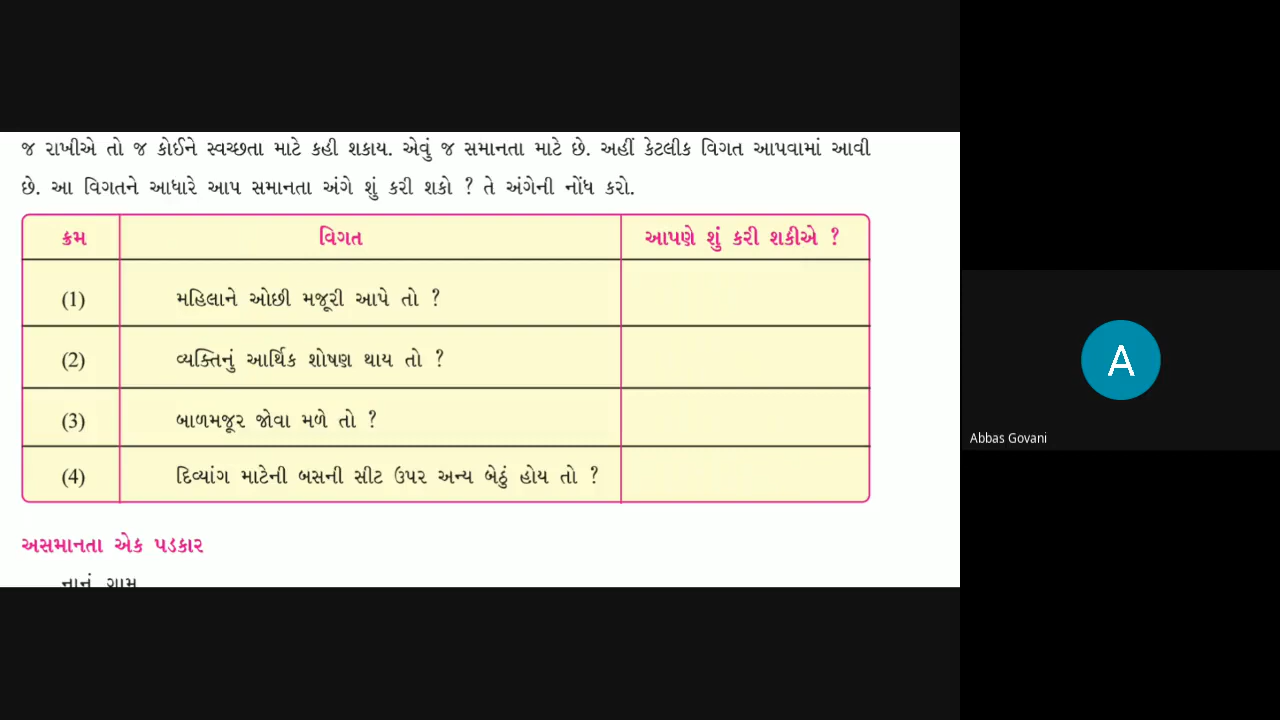 જ રાખીએ તો જ કોઈને સ્વચ્છતા માટે કહી શકાય. એવું જ સમાનતા માટે છે. અહીં કેટલીક વિગત આપવામાં આવી
છે. આ વિગતને આધારે આપ સમાનતા અંગે શું કરી શકો ? તે અંગેની નોંધ કરો.
ક્રમ વિગત આપણે શું કરી શકીએ ?
(1) મહિલાને ઓછી મજૂરી આપે તો ?
(2) વ્યક્તિનું આર્થિક શોષણ થાય તો ?
(3) બાળમજૂર જોવા મળે તો ?
(4) દિવ્યાંગ માટેની બસની સીટ ઉપર અન્ય બેઠું હોય તો ?
અસમાનતા એક પડકાર
નાનું ગામ
A
Abbas Govani